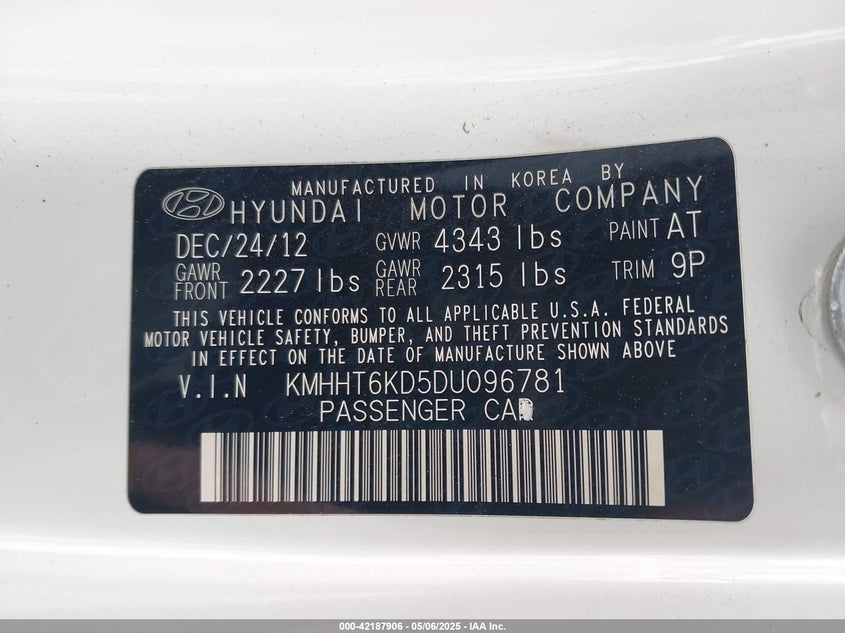 MANUFACTURED IN KOREA BY
HYUNDAI MOTOR COMPANY
DEC/24/12 GVWR 4343 lbs PAINT AT
GAWR FRONT 2227 lbs GAWR REAR 2315 lbs TRIM 9P
THIS VEHICLE CONFORMS TO ALL APPLICABLE U.S.A. FEDERAL
MOTOR VEHICLE SAFETY, BUMPER, AND THEFT PREVENTION STANDARDS
IN EFFECT ON THE DATE OF MANUFACTURE SHOWN ABOVE
V.I.N KMHHT6KD5DU096781
PASSENGER CAR
000-42187906 - 05/06/2025 - IAA Inc.